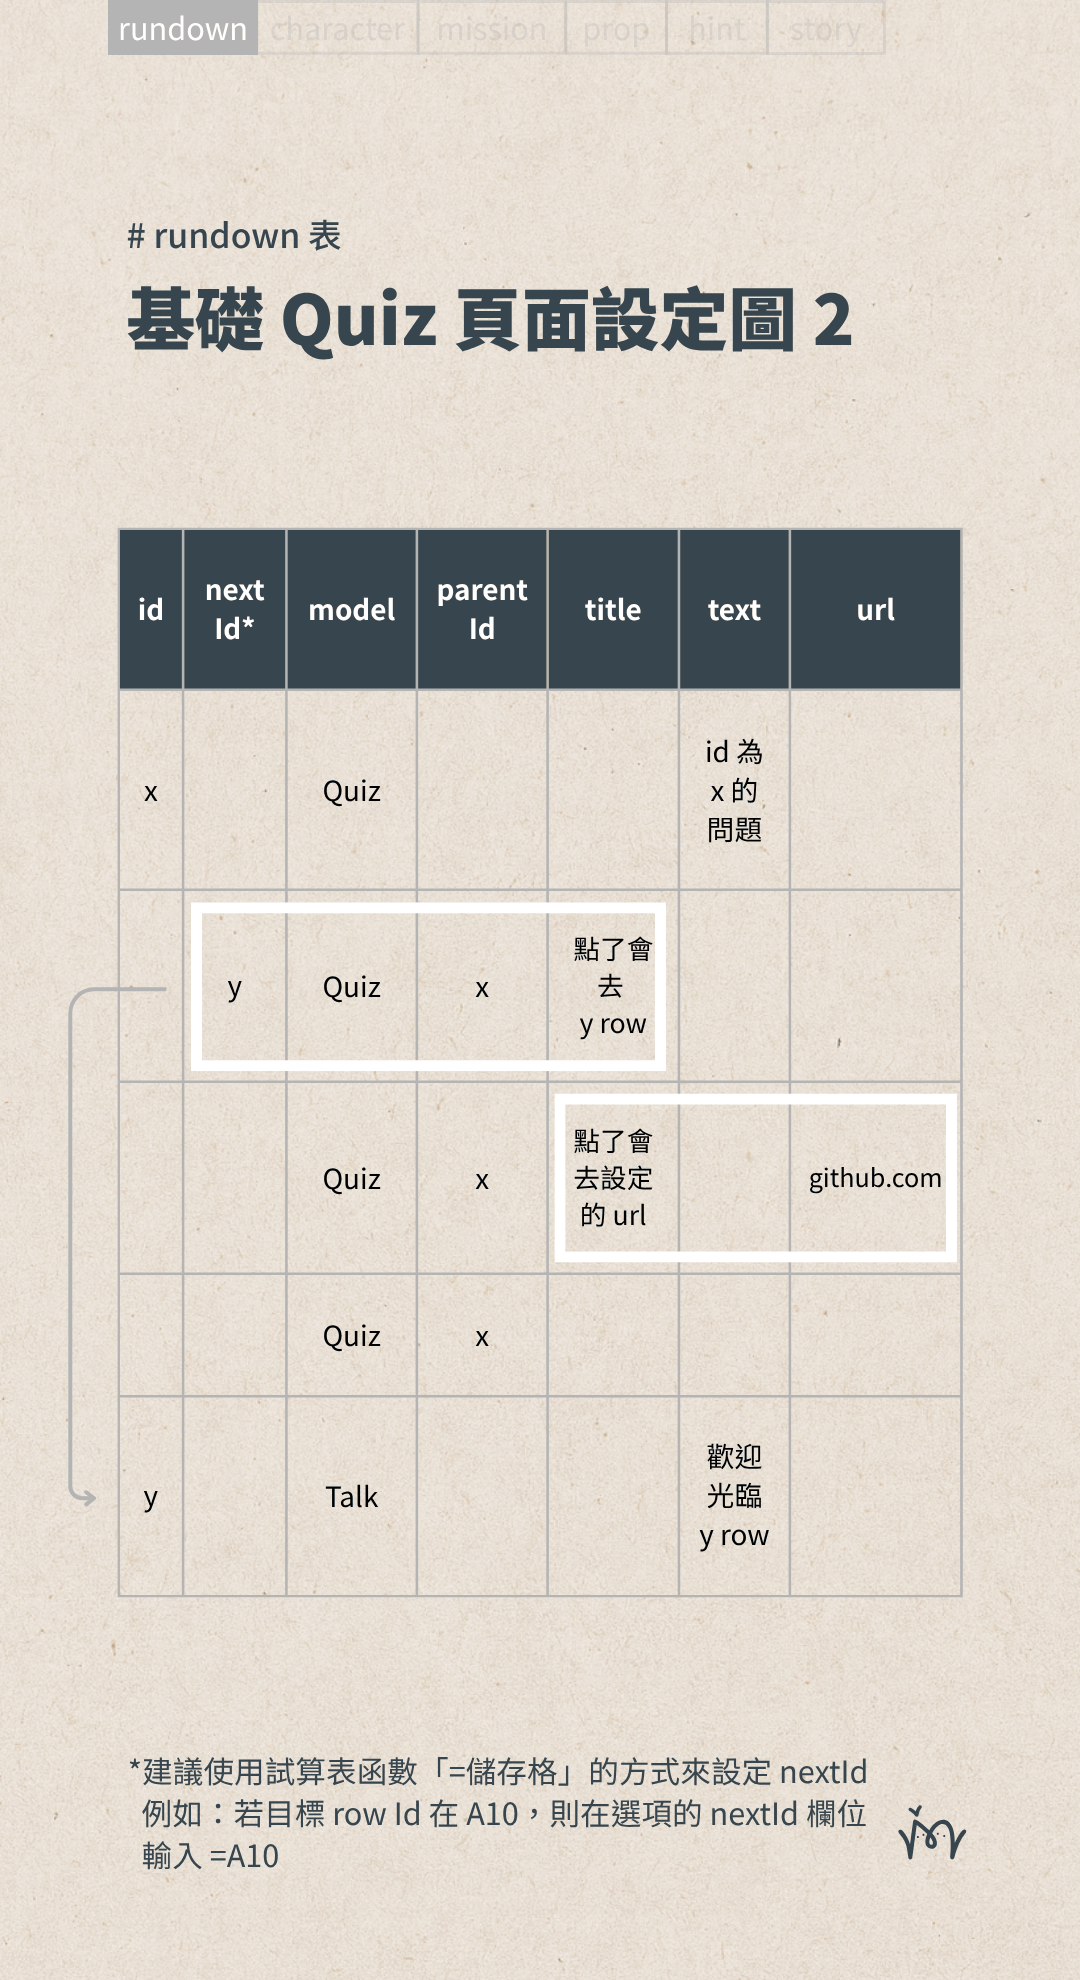 rundown character mission prop hint story
# rundown 表
基礎 Quiz 頁面設定圖 2
id next Id* model parent Id title text url
x Quiz id 為
x 的
問題
y Quiz x 點了會
去
y row
Quiz x 點了會
去設定
的 url
github.com
Quiz x
y Talk 歡迎
光臨
y row
*建議使用試算表函數「=儲存格」的方式來設定 nextId
例如：若目標 row Id 在 A10，則在選項的 nextId 欄位
輸入 =A10